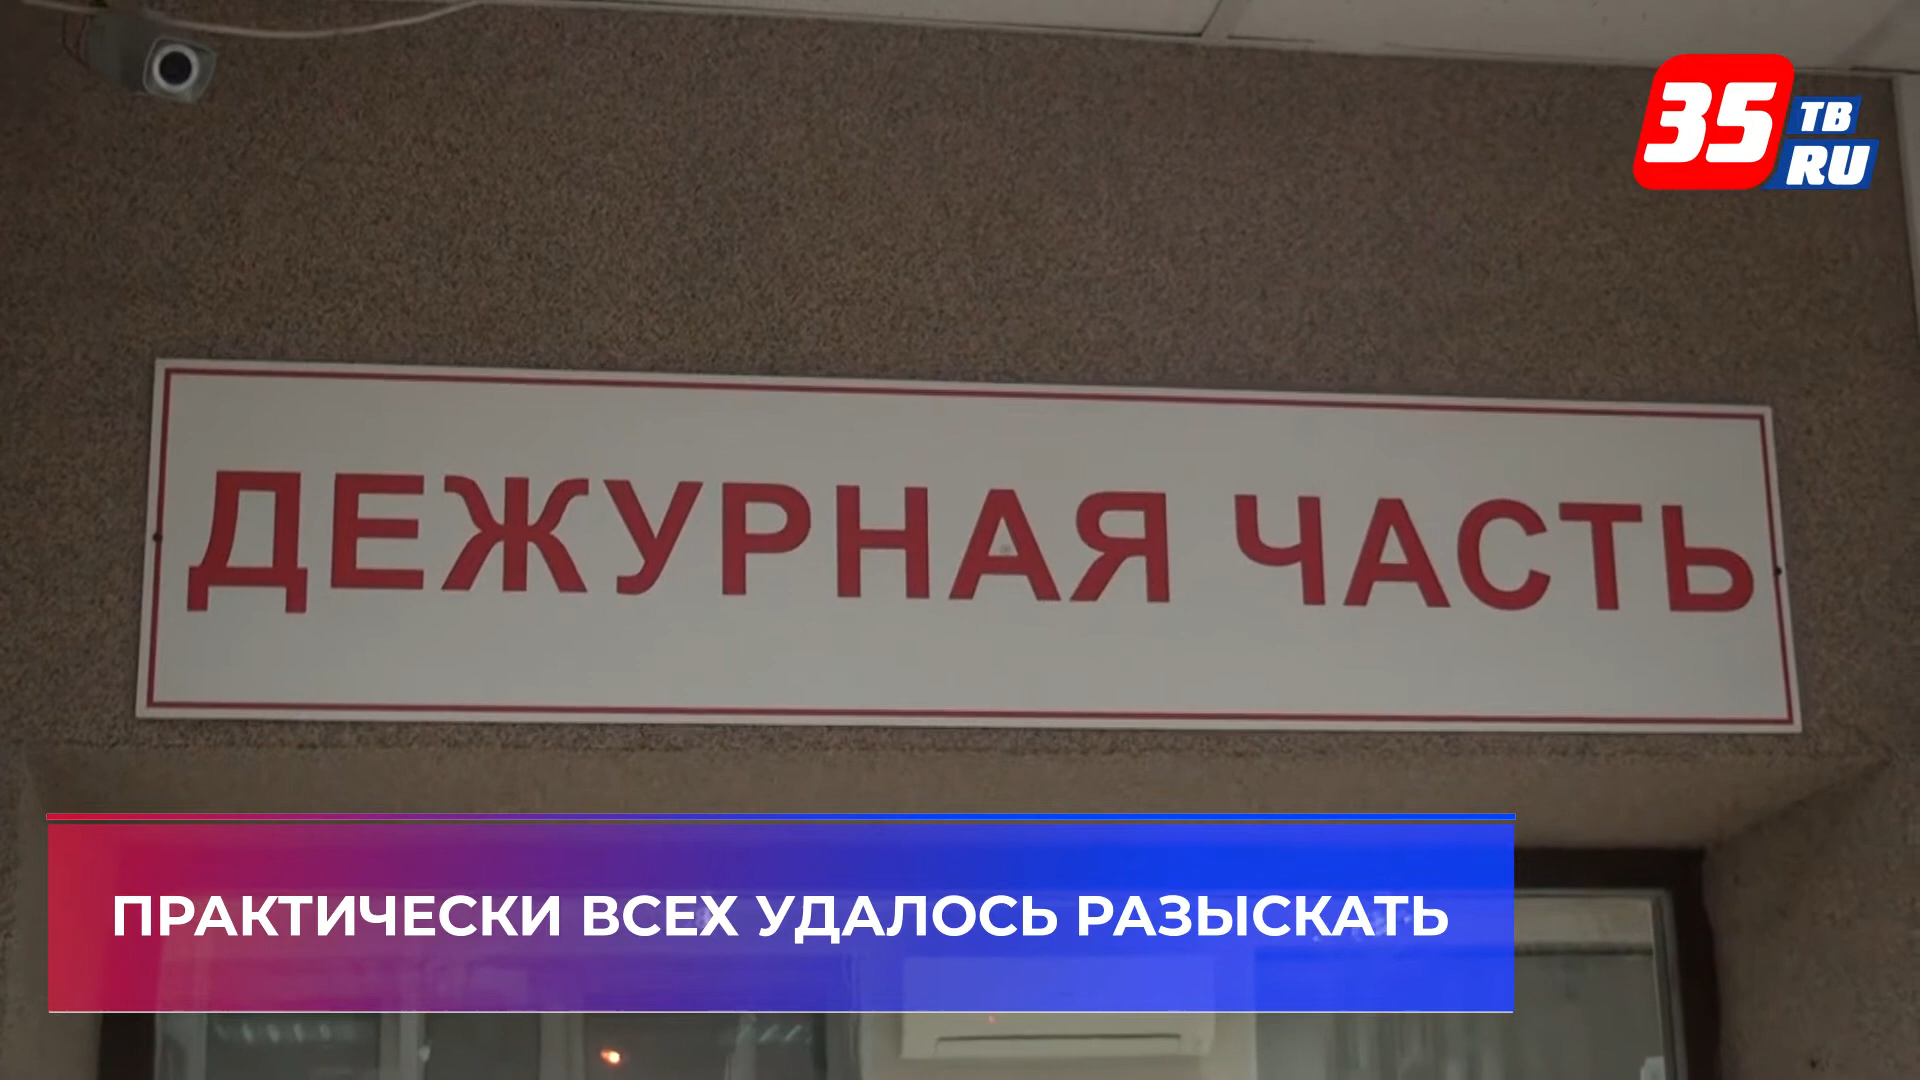 35
ТВ
RU
ДЕЖУРНАЯ ЧАСТЬ
ПРАКТИЧЕСКИ ВСЕХ УДАЛОСЬ РАЗЫСКАТЬ